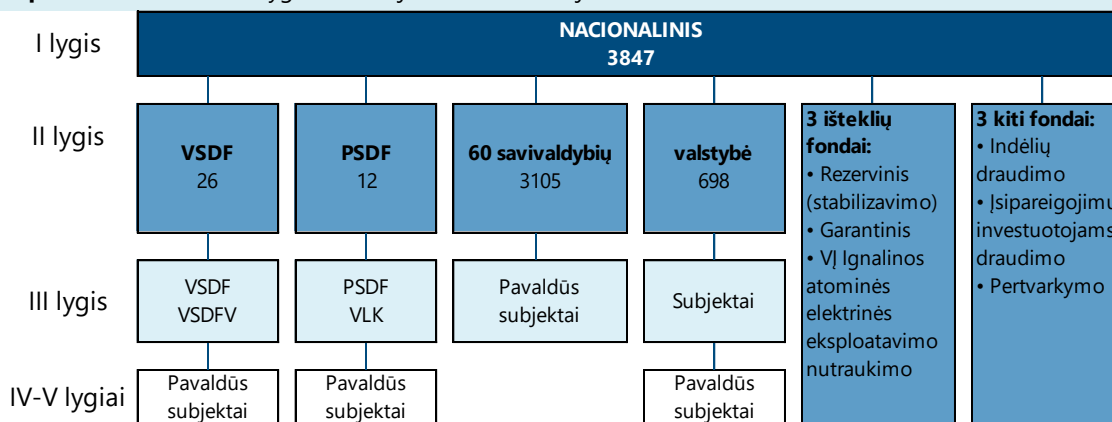 I lygis
NACIONALINIS
3847
II lygis
VSDF
26
PSDF
12
60 savivaldybių
3105
valstybė
698
3 išteklių
fondai:
• Rezervinis
(stabilizavimo)
• Garantinis
• VĮ Ignalinos
atominės
elektrinės
eksploatavimo
nutraukimo
3 kiti fondai:
• Indėlių
draudimo
• Įsipareigojimų
investuotojams
draudimo
• Pertvarkymo
III lygis
VSDF
VSDFV
PSDF
VLK
Pavaldūs
subjektai
Subjektai
IV-V lygiai
Pavaldūs
subjektai
Pavaldūs
subjektai
Pavaldūs
subjektai